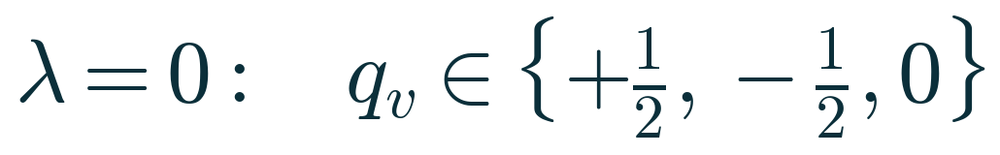 λ = 0 : q_v ∈ {+1/2, −1/2, 0}